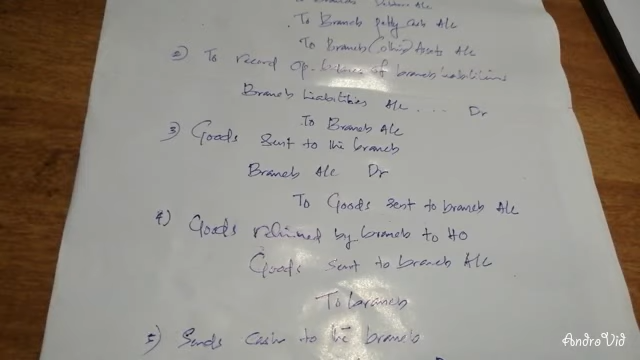 To Branch petty cash A/c
To Branch (other) Assets A/c
2) To record op. balance of branch liabilities
Branch Liabilities A/c ... Dr
To Branch A/c
3) Goods sent to the branch
Branch A/c Dr
To Goods sent to branch A/c
4) Goods returned by branch to HO
Goods sent to branch A/c
To branch
5) Sends cash to the branch
AndroVid